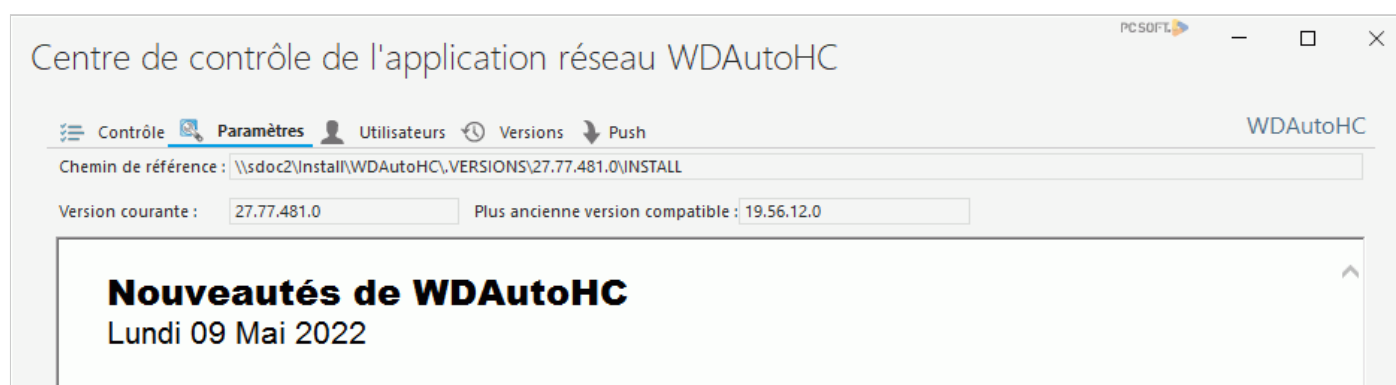 PC SOFT
Centre de contrôle de l'application réseau WDAutoHC
Contrôle Paramètres Utilisateurs Versions Push WDAutoHC
Chemin de référence : \\sdoc2\Install\WDAutoHC\.VERSIONS\27.77.481.0\INSTALL
Version courante : 27.77.481.0 Plus ancienne version compatible : 19.56.12.0
Nouveautés de WDAutoHC
Lundi 09 Mai 2022